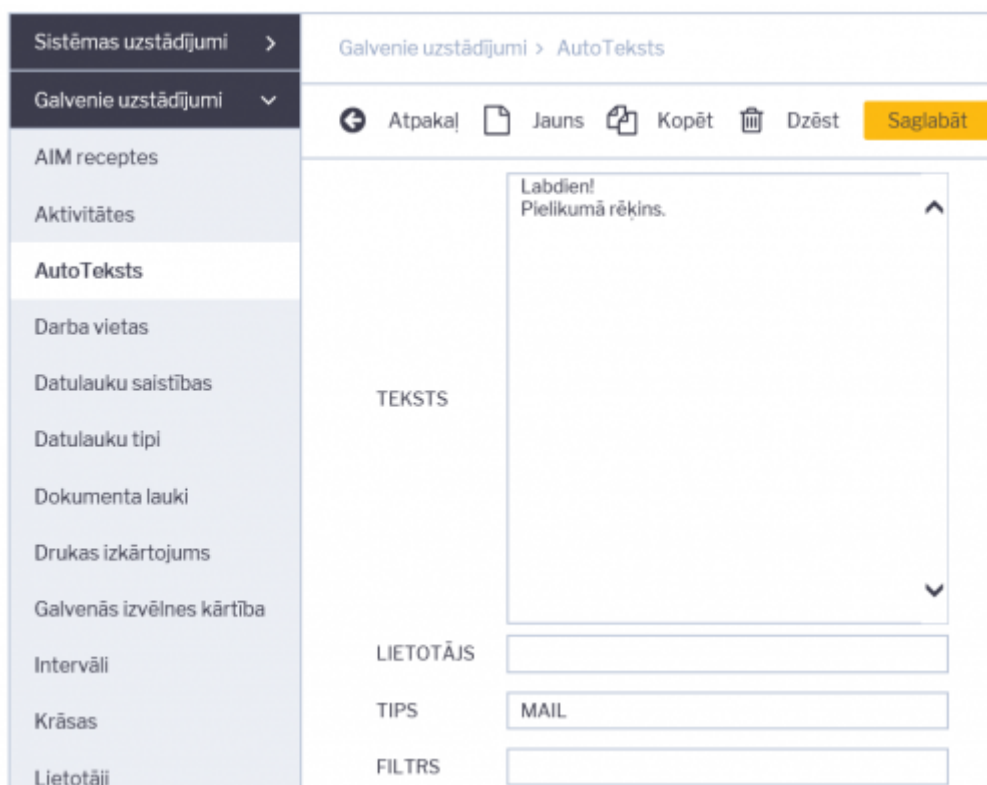 Sistēmas uzstādījumi
Galvenie uzstādījumi
AIM receptes
Aktivitātes
AutoTeksts
Darba vietas
Datulauku saistības
Datulauku tipi
Dokumenta lauki
Drukas izkārtojums
Galvenās izvēlnes kārtība
Intervāli
Krāsas
Lietotāji
Galvenie uzstādījumi > AutoTeksts
Atpakaļ Jauns Kopēt Dzēst Saglabāt
TEKSTS
Labdien!
Pielikumā rēķins.
LIETOTĀJS
TIPS MAIL
FILTRS